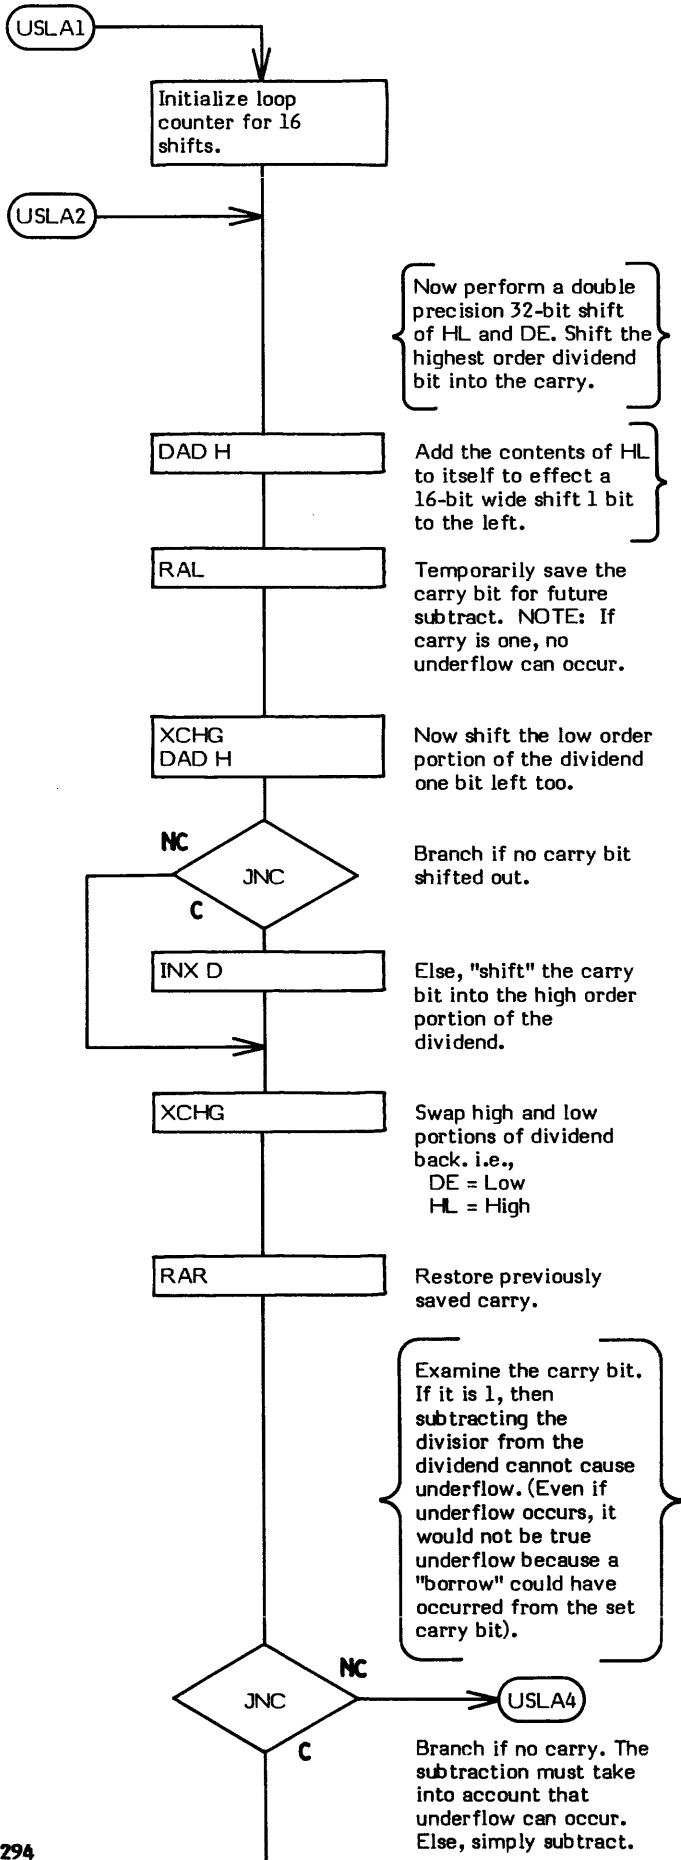 USLA1
Initialize loop
counter for 16
shifts.
USLA2
Now perform a double
precision 32-bit shift
of HL and DE. Shift the
highest order dividend
bit into the carry.
DAD H
Add the contents of HL
to itself to effect a
16-bit wide shift 1 bit
to the left.
RAL
Temporarily save the
carry bit for future
subtract. NOTE: If
carry is one, no
underflow can occur.
XCHG
DAD H
Now shift the low order
portion of the dividend
one bit left too.
NC
JNC
C
Branch if no carry bit
shifted out.
INX D
Else, "shift" the carry
bit into the high order
portion of the
dividend.
XCHG
Swap high and low
portions of dividend
back. i.e.,
DE = Low
HL = High
RAR
Restore previously
saved carry.
Examine the carry bit.
If it is 1, then
subtracting the
divisior from the
dividend cannot cause
underflow. (Even if
underflow occurs, it
would not be true
underflow because a
"borrow" could have
occurred from the set
carry bit).
JNC
NC
USLA4
C
Branch if no carry. The
subtraction must take
into account that
underflow can occur.
Else, simply subtract.
294